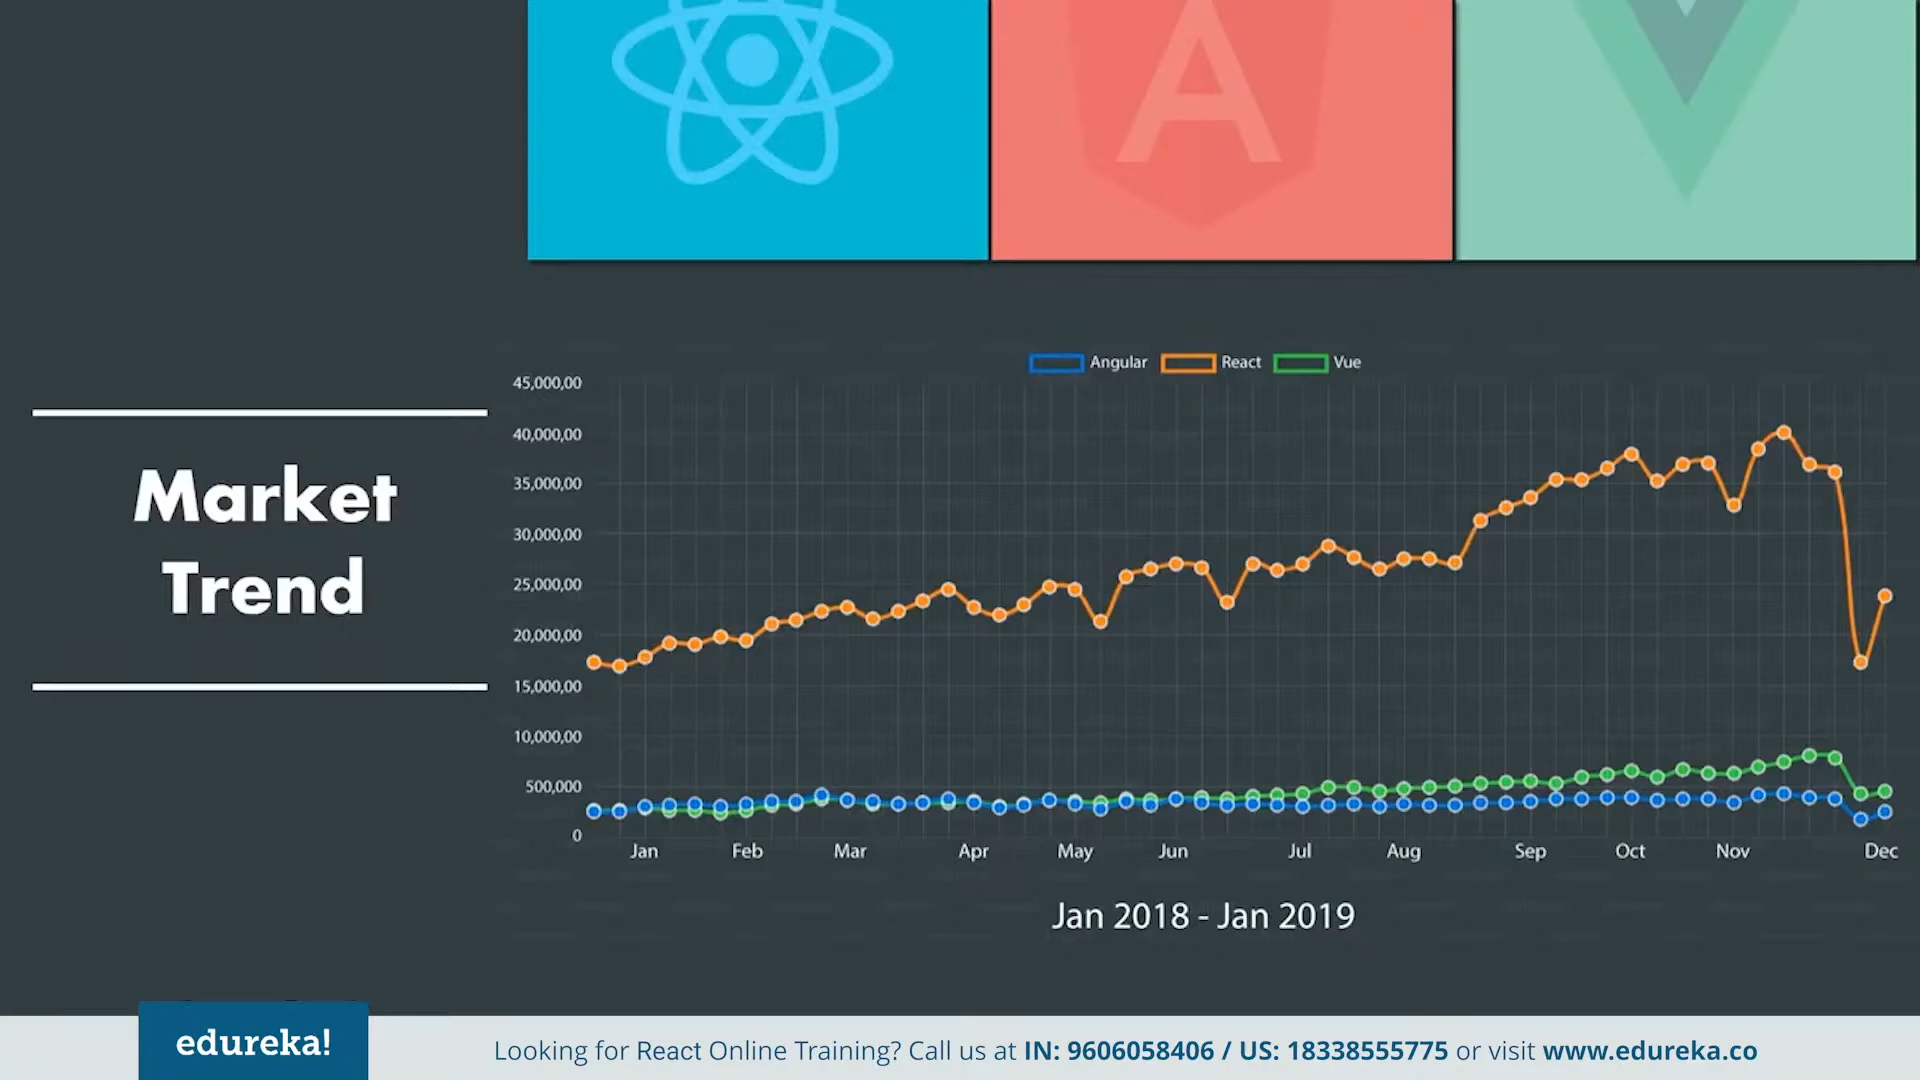 A
Angular React Vue
45,000,00
40,000,00
35,000,00
30,000,00
25,000,00
20,000,00
15,000,00
10,000,00
500,000
0
Jan Feb Mar Apr May Jun Jul Aug Sep Oct Nov Dec
Jan 2018 - Jan 2019
Market
Trend
edureka!
Looking for React Online Training? Call us at IN: 9606058406 / US: 18338555775 or visit www.edureka.co